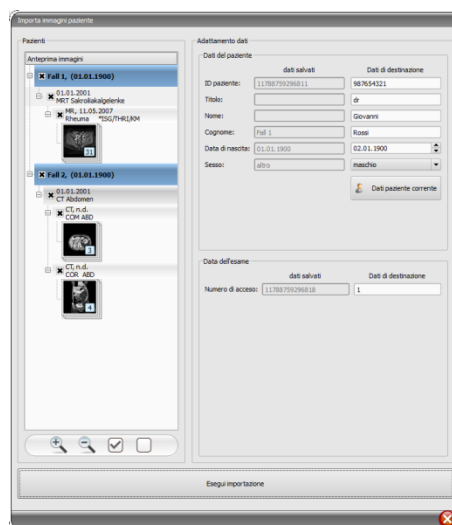 Importa immagini paziente
Pazienti
Anteprima immagini
Fall 1, (01.01.1900)
01.01.2001
MRT Sakroiliakalgelenke
MR, 11.05.2007
Rheuma *ISG/THRI/KM
31
Fall 2, (01.01.1900)
01.01.2001
CT Abdomen
CT, n.d.
COM ABD
3
CT, n.d.
COR ABD
4
Adattamento dati
Dati del paziente
dati salvati Dati di destinazione
ID paziente: 11788759296811 987654321
Titolo: dr
Nome: Giovanni
Cognome: Fall 1 Rossi
Data di nascita: 01.01.1900 02.01.1900
Sesso: altro maschio
Dati paziente corrente
Data dell'esame
dati salvati Dati di destinazione
Numero di accesso: 11788759296818 1
Esegui importazione